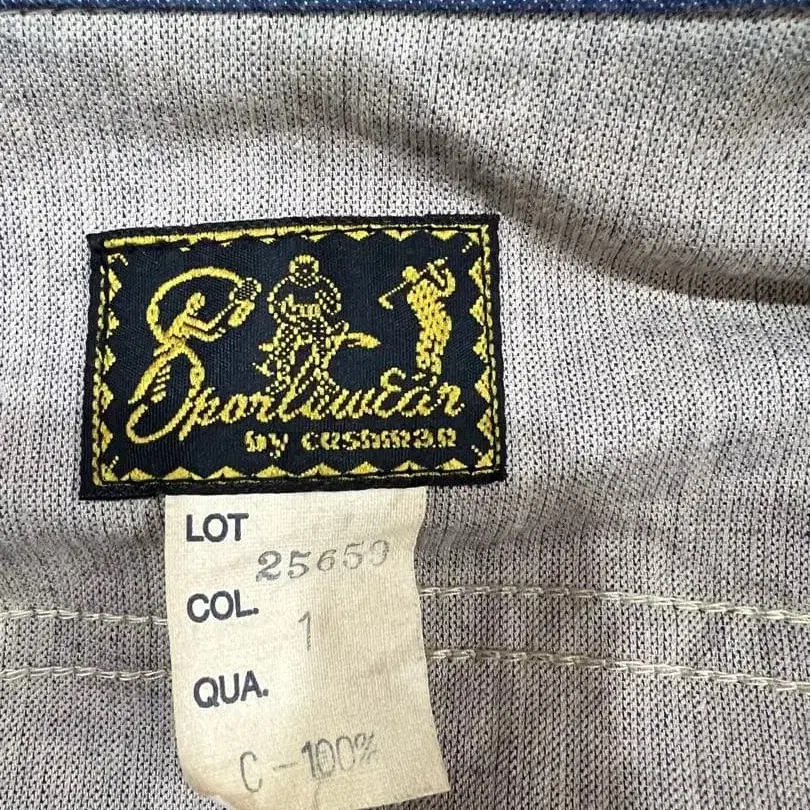 Sportswear
by cushman
LOT
25659
COL.
1
QUA.
C-100%